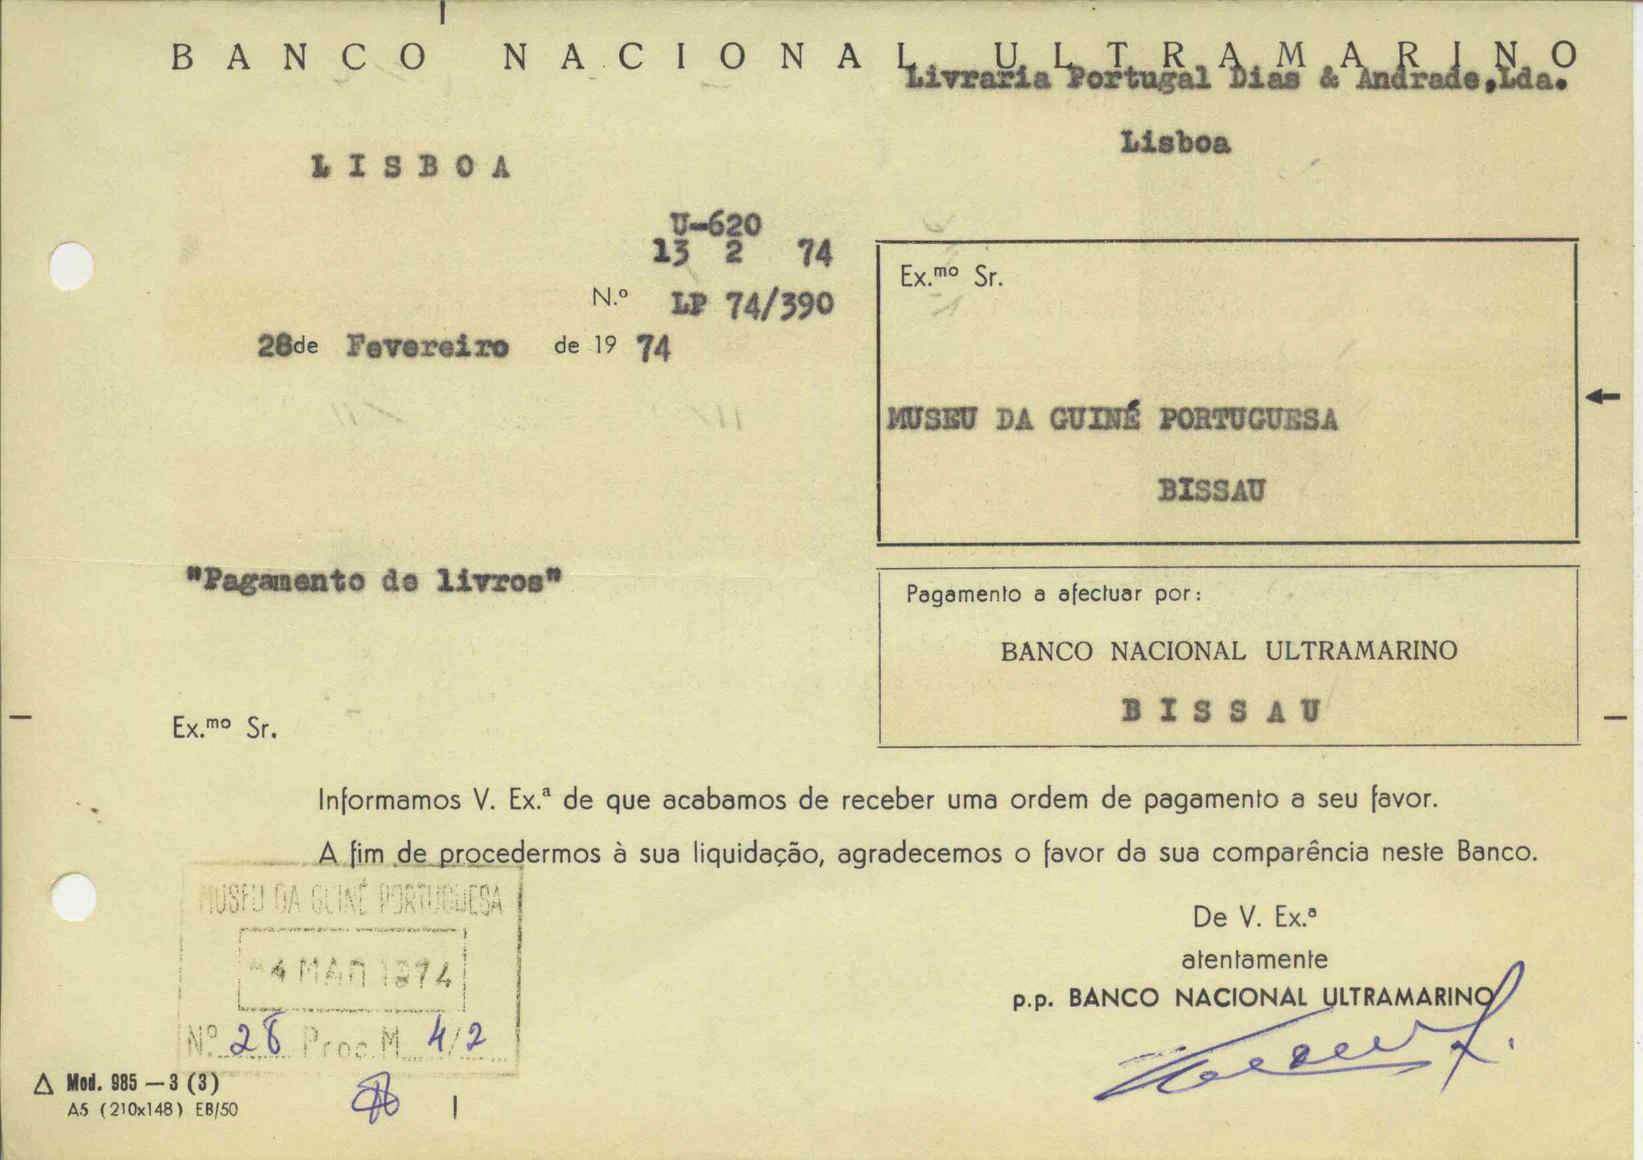 BANCO NACIONAL ULTRAMARINO
Livraria Portugal Dias & Andrade,Lda.
Lisboa
LISBOA
U-620
13 2 74
N.º LP 74/390
28 de Fevereiro de 19 74
Ex.mo Sr.
MUSEU DA GUINÉ PORTUGUESA
BISSAU
"Pagamento de livros"
Pagamento a afectuar por:
BANCO NACIONAL ULTRAMARINO
BISSAU
Ex.mo Sr.
Informamos V. Ex.ª de que acabamos de receber uma ordem de pagamento a seu favor.
A fim de procedermos à sua liquidação, agradecemos o favor da sua comparência neste Banco.
MUSEU DA GUINÉ PORTUGUESA
-4 MAR 1974
Nº 28 Proc. M 4/2
De V. Ex.ª
atentamente
p.p. BANCO NACIONAL ULTRAMARINO
Mod. 985 — 3 (3)
A5 (210x148) EB/50